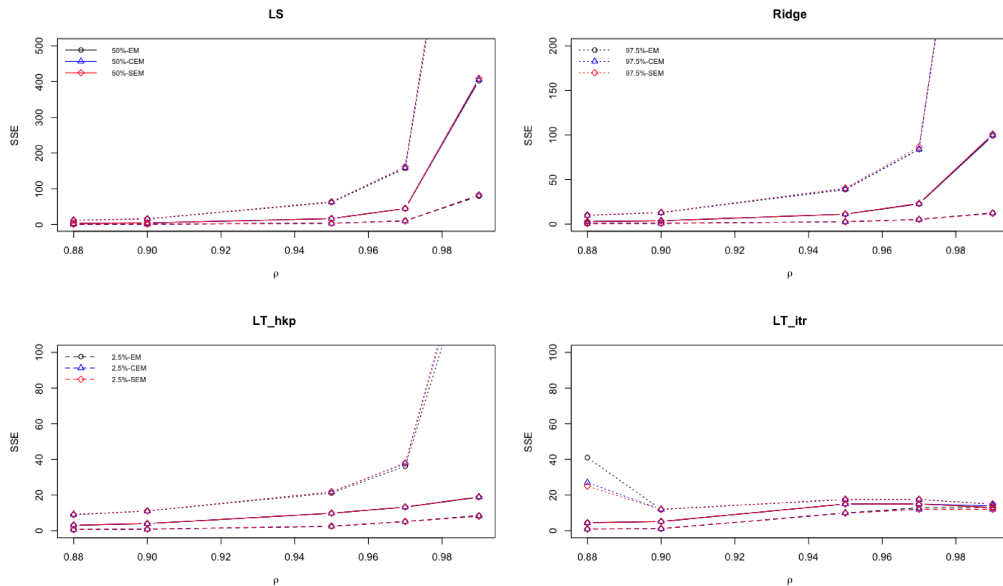 LS
SSE
500
400
300
200
100
0
50%-EM
50%-CEM
50%-SEM
0.88 0.90 0.92 0.94 0.96 0.98
ρ
Ridge
SSE
200
150
100
50
0
97.5%-EM
97.5%-CEM
97.5%-SEM
0.88 0.90 0.92 0.94 0.96 0.98
ρ
LT_hkp
SSE
100
80
60
40
20
0
2.5%-EM
2.5%-CEM
2.5%-SEM
0.88 0.90 0.92 0.94 0.96 0.98
ρ
LT_itr
SSE
100
80
60
40
20
0
0.88 0.90 0.92 0.94 0.96 0.98
ρ